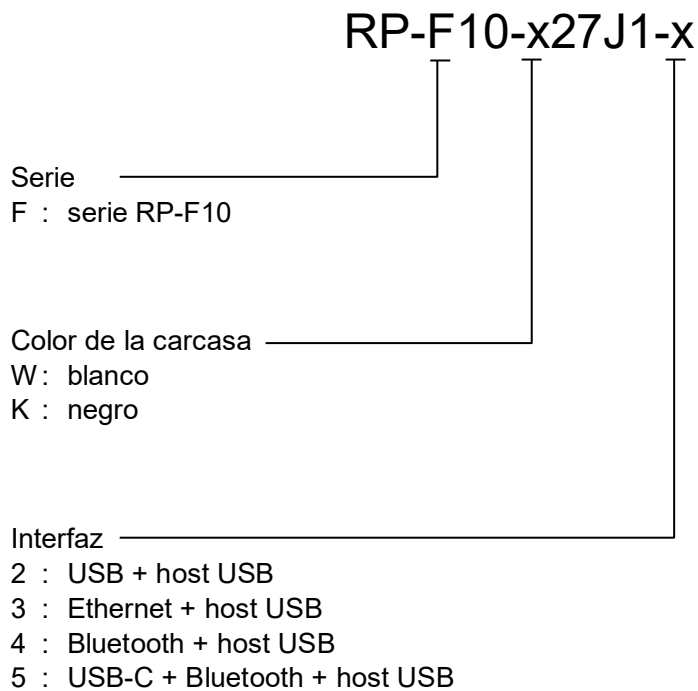 RP-F10-x27J1-x
Serie
F : serie RP-F10
Color de la carcasa
W : blanco
K : negro
Interfaz
2 : USB + host USB
3 : Ethernet + host USB
4 : Bluetooth + host USB
5 : USB-C + Bluetooth + host USB